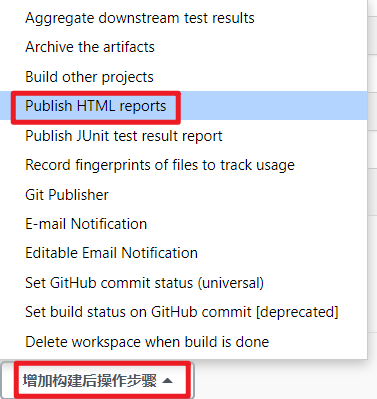 Aggregate downstream test results
Archive the artifacts
Build other projects
Publish HTML reports
Publish JUnit test result report
Record fingerprints of files to track usage
Git Publisher
E-mail Notification
Editable Email Notification
Set GitHub commit status (universal)
Set build status on GitHub commit [deprecated]
Delete workspace when build is done
增加构建后操作步骤